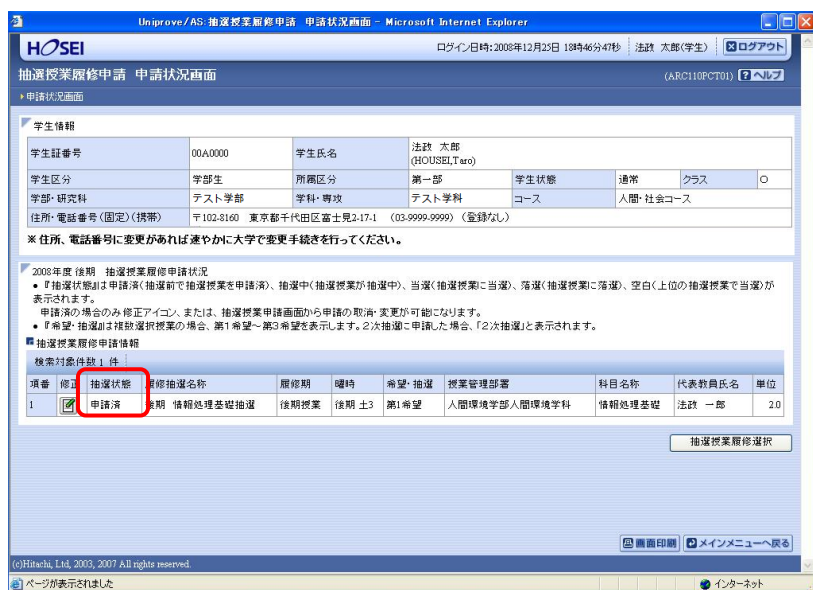 Uniprove/AS:抽選授業履修申請 申請状況画面 - Microsoft Internet Explorer
HOSEI
ログイン日時:2008年12月25日 18時46分47秒 法政 太郎(学生) ログアウト
抽選授業履修申請 申請状況画面 (ARC110PCT01) ? ヘルプ
申請状況画面
学生情報
学生証番号 00A0000 学生氏名 法政 太郎
(HOUSEI,Taro)
学生区分 学部生 所属区分 第一部 学生状態 通常 クラス ○
学部・研究科 テスト学部 学科・専攻 テスト学科 コース 人間・社会コース
住所・電話番号(固定)(携帯) 〒102-8160 東京都千代田区富士見2-17-1 (03-9999-9999) (登録なし)
※住所、電話番号に変更があれば速やかに大学で変更手続きを行ってください。
2008年度 後期 抽選授業履修申請状況
● 『抽選状態』は申請済(抽選前で抽選授業を申請済)、抽選中(抽選授業が抽選中)、当選(抽選授業に当選)、落選(抽選授業に落選)、空白(上位の抽選授業で当選)が
表示されます。
申請済の場合のみ修正アイコン、または、抽選授業申請画面から申請の取消・変更が可能になります。
● 『希望・抽選』は複数選択授業の場合、第1希望～第3希望を表示します。2次抽選に申請した場合、「2次抽選」と表示されます。
抽選授業履修申請情報
検索対象件数 1 件
項番 修正 抽選状態 履修抽選名称 履修期 曜時 希望・抽選 授業管理部署 科目名称 代表教員氏名 単位
1 申請済 後期 情報処理基礎抽選 後期授業 後期 土3 第1希望 人間環境学部人間環境学科 情報処理基礎 法政 一郎 2.0
抽選授業履修選択
画面印刷 メインメニューへ戻る
(c)Hitachi, Ltd, 2003, 2007 All rights reserved.
ページが表示されました インターネット